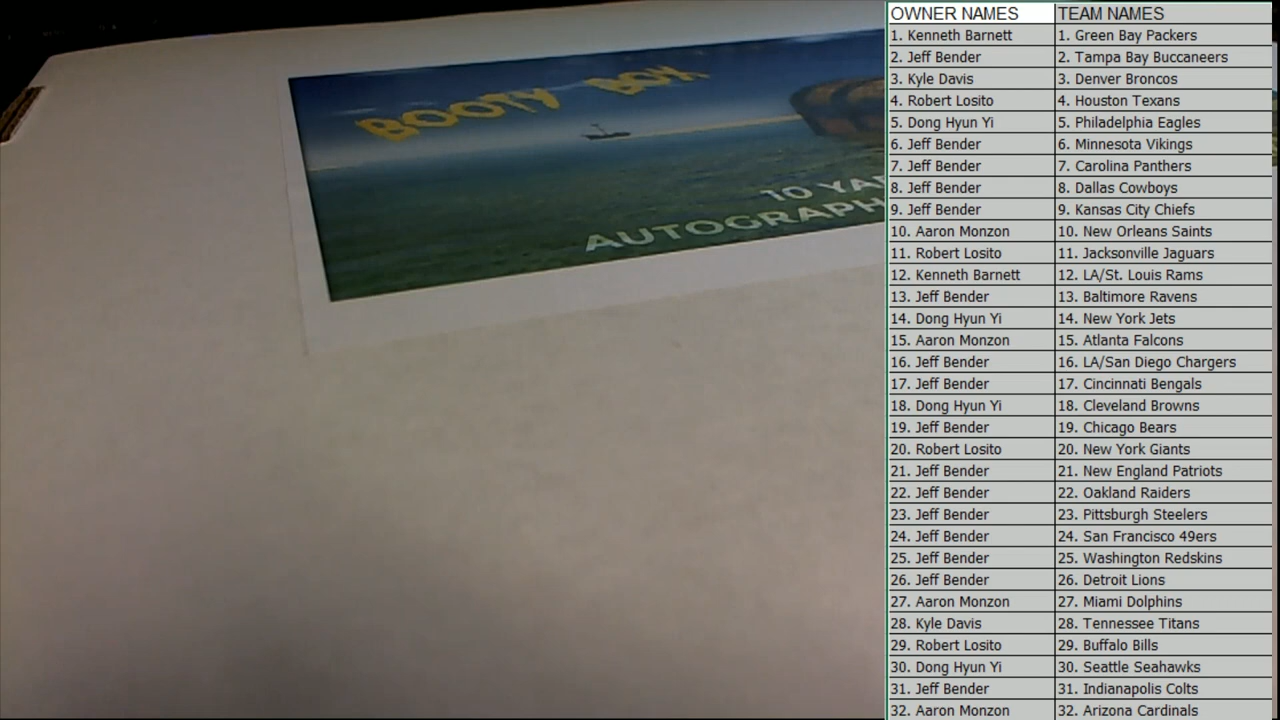 BOOTY BOX
10 YAR
AUTOGRAPH
OWNER NAMES TEAM NAMES
1. Kenneth Barnett 1. Green Bay Packers
2. Jeff Bender 2. Tampa Bay Buccaneers
3. Kyle Davis 3. Denver Broncos
4. Robert Losito 4. Houston Texans
5. Dong Hyun Yi 5. Philadelphia Eagles
6. Jeff Bender 6. Minnesota Vikings
7. Jeff Bender 7. Carolina Panthers
8. Jeff Bender 8. Dallas Cowboys
9. Jeff Bender 9. Kansas City Chiefs
10. Aaron Monzon 10. New Orleans Saints
11. Robert Losito 11. Jacksonville Jaguars
12. Kenneth Barnett 12. LA/St. Louis Rams
13. Jeff Bender 13. Baltimore Ravens
14. Dong Hyun Yi 14. New York Jets
15. Aaron Monzon 15. Atlanta Falcons
16. Jeff Bender 16. LA/San Diego Chargers
17. Jeff Bender 17. Cincinnati Bengals
18. Dong Hyun Yi 18. Cleveland Browns
19. Jeff Bender 19. Chicago Bears
20. Robert Losito 20. New York Giants
21. Jeff Bender 21. New England Patriots
22. Jeff Bender 22. Oakland Raiders
23. Jeff Bender 23. Pittsburgh Steelers
24. Jeff Bender 24. San Francisco 49ers
25. Jeff Bender 25. Washington Redskins
26. Jeff Bender 26. Detroit Lions
27. Aaron Monzon 27. Miami Dolphins
28. Kyle Davis 28. Tennessee Titans
29. Robert Losito 29. Buffalo Bills
30. Dong Hyun Yi 30. Seattle Seahawks
31. Jeff Bender 31. Indianapolis Colts
32. Aaron Monzon 32. Arizona Cardinals